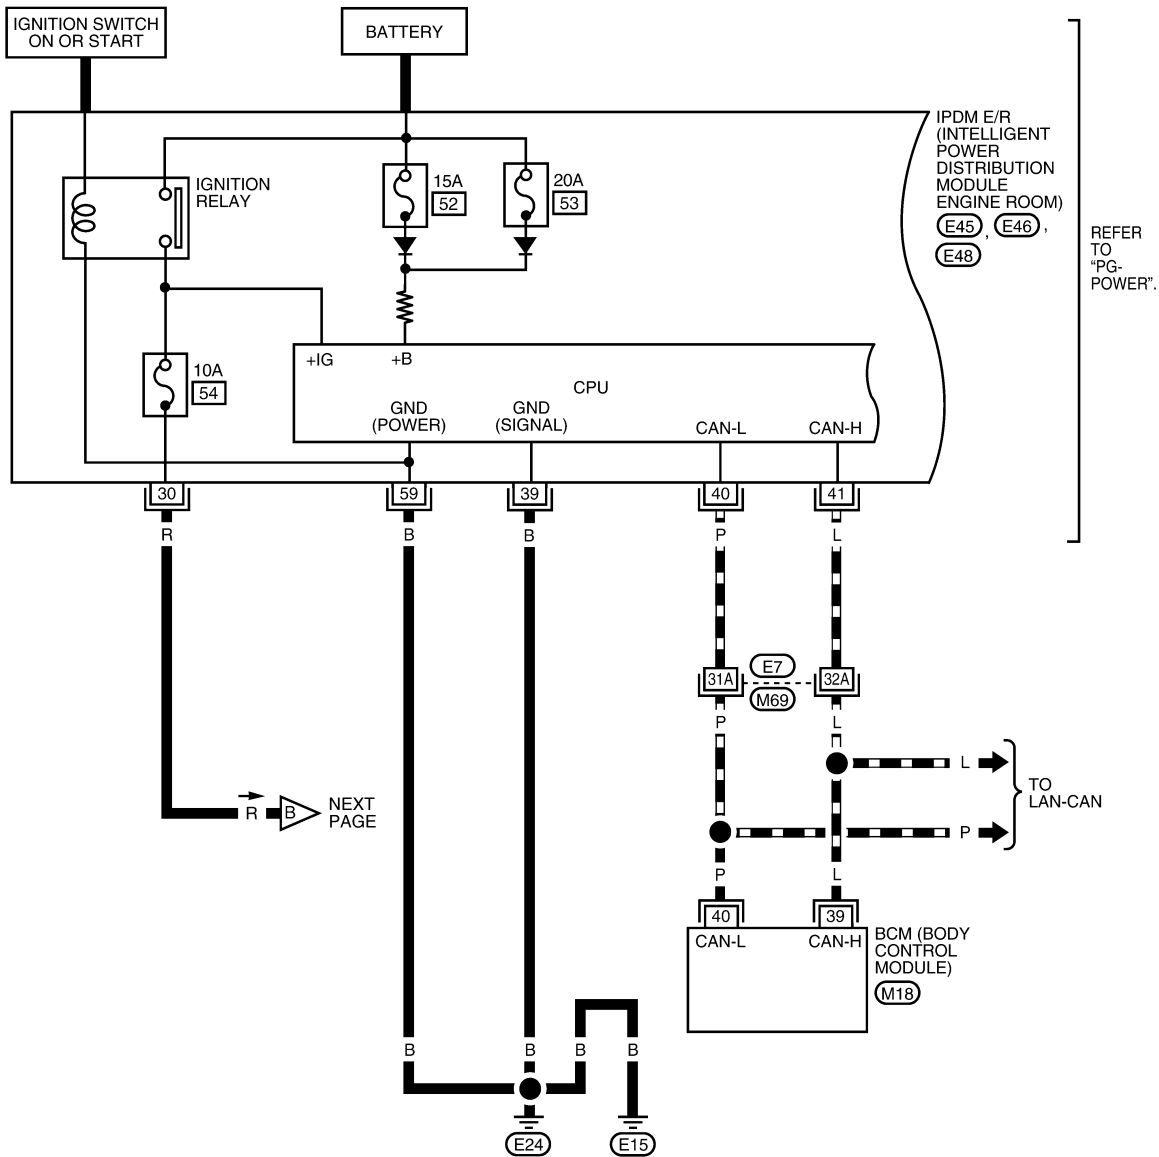 IGNITION SWITCH
ON OR START
BATTERY
IPDM E/R
(INTELLIGENT
POWER
DISTRIBUTION
MODULE
ENGINE ROOM)
E45 , E46 ,
E48
IGNITION
RELAY
15A
52
20A
53
REFER
TO
“PG-
POWER”.
10A
54
+IG
+B
CPU
GND
(POWER)
GND
(SIGNAL)
CAN-L
CAN-H
30
59
39
40
41
R
B
B
P
L
31A
E7
M69
32A
P
L
L
TO
LAN-CAN
R
B
NEXT
PAGE
P
P
L
40
39
CAN-L
CAN-H
BCM (BODY
CONTROL
MODULE)
M18
B
B
B
B
E24
E15